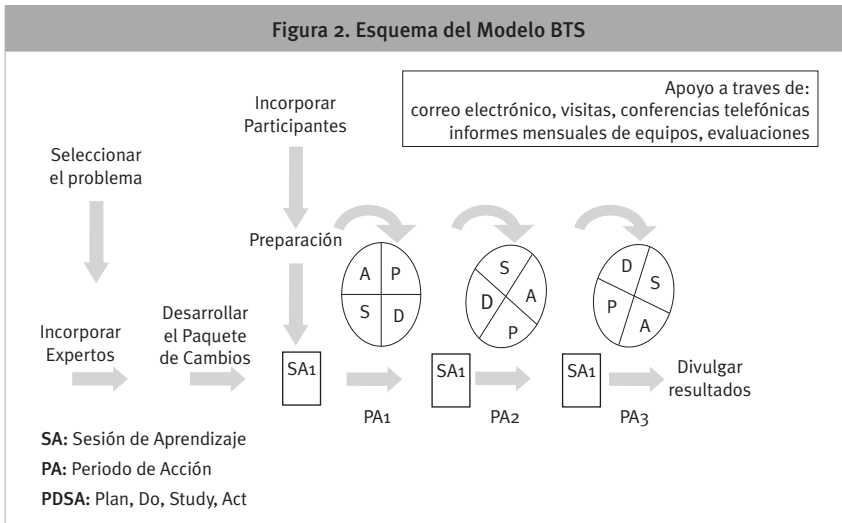 Figura 2. Esquema del Modelo BTS
Apoyo a traves de:
correo electrónico, visitas, conferencias telefónicas
informes mensuales de equipos, evaluaciones
Incorporar
Participantes
Seleccionar
el problema
Preparación
A P
S D
S
D A
P
D
S
P
A
Incorporar
Expertos
Desarrollar
el Paquete
de Cambios
SA1
SA1
SA1
Divulgar
resultados
PA1
PA2
PA3
SA: Sesión de Aprendizaje
PA: Periodo de Acción
PDSA: Plan, Do, Study, Act